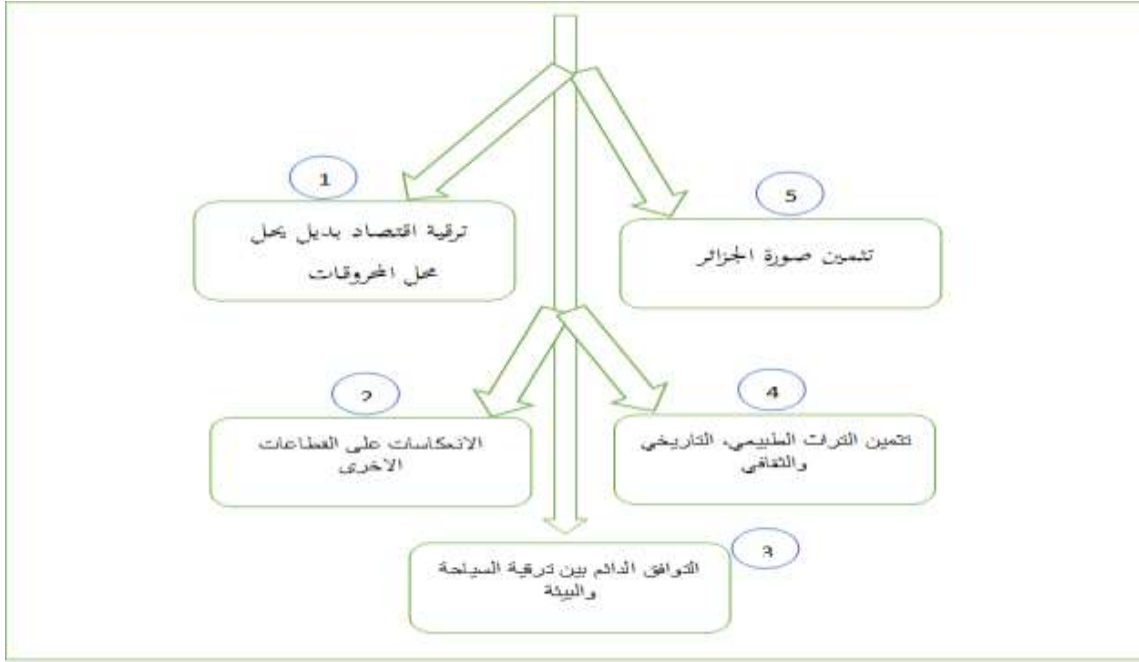 1
ترقية اقتصاد بديل يحل
محل المحروقات
5
تثمين صورة الجزائر
2
الانعكاسات على القطاعات
الاخرى
4
تثمين التراث الطبيعي، التاريخي
والثقافي
3
التوافق الدائم بين ترقية السياحة
والبيئة